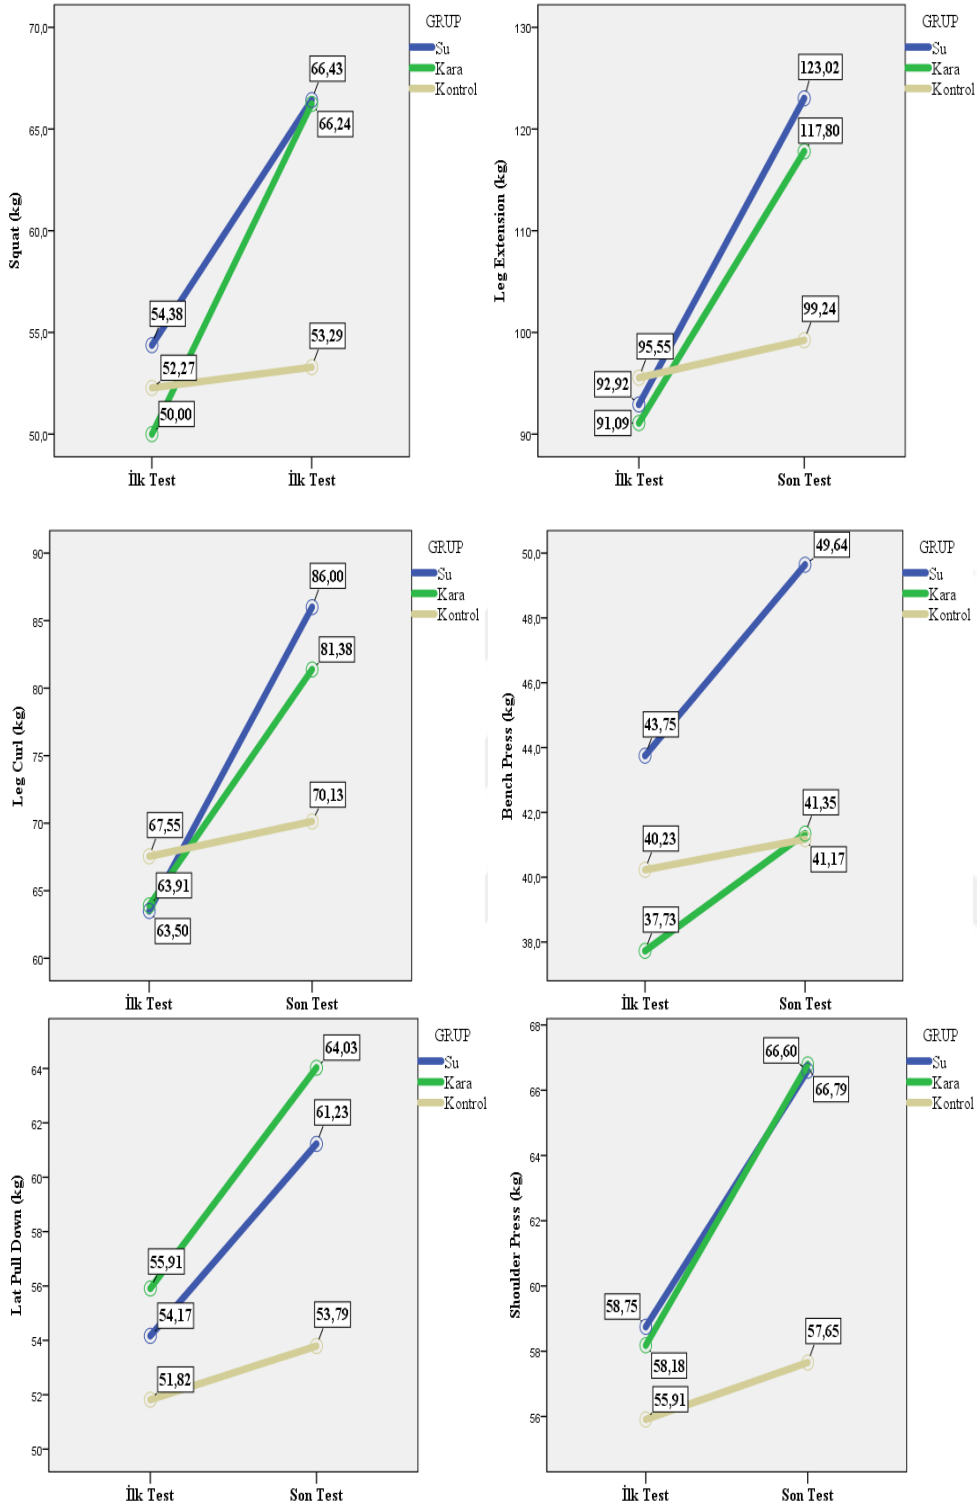 GRUP
Su
Kara
Kontrol
70,0
65,0
60,0
55,0
50,0
Squat (kg)
66,43
66,24
54,38
52,27
53,29
50,00
İlk Test
İlk Test
GRUP
Su
Kara
Kontrol
130
120
110
100
90
Leg Extension (kg)
123,02
117,80
99,24
95,55
92,92
91,09
İlk Test
Son Test
GRUP
Su
Kara
Kontrol
90
85
80
75
70
65
60
Leg Curl (kg)
86,00
81,38
70,13
67,55
63,91
63,50
İlk Test
Son Test
GRUP
Su
Kara
Kontrol
50,0
48,0
46,0
44,0
42,0
40,0
38,0
Bench Press (kg)
49,64
43,75
41,35
40,23
41,17
37,73
İlk Test
Son Test
GRUP
Su
Kara
Kontrol
64
62
60
58
56
54
52
50
Lat Pull Down (kg)
64,03
61,23
55,91
54,17
53,79
51,82
İlk Test
Son Test
GRUP
Su
Kara
Kontrol
68
66
64
62
60
58
56
Shoulder Press (kg)
66,60
66,79
58,75
58,18
57,65
55,91
İlk Test
Son Test